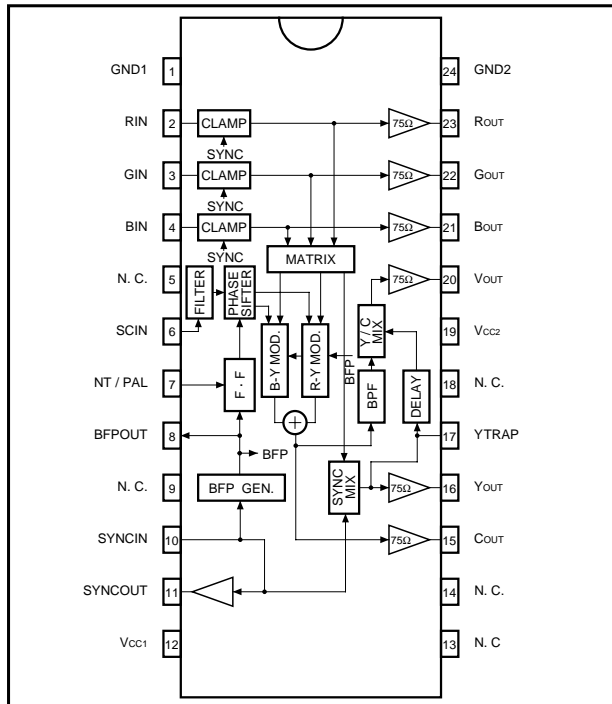 GND1 1 24 GND2
RIN 2 CLAMP 75Ω 23 ROUT
SYNC
GIN 3 CLAMP 75Ω 22 GOUT
SYNC
BIN 4 CLAMP 75Ω 21 BOUT
SYNC
MATRIX
N. C. 5 75Ω 20 VOUT
FILTER
PHASE
SIFTER
SCIN 6 19 VCC2
B-Y MOD.
R-Y MOD.
BFP
Y / C
MIX
NT / PAL 7 18 N. C.
F · F
BPF
DELAY
BFPOUT 8 17 YTRAP
+
BFP
N. C. 9 BFP GEN. 75Ω 16 YOUT
SYNC
MIX
SYNCIN 10 75Ω 15 COUT
SYNCOUT 11 14 N. C.
VCC1 12 13 N. C